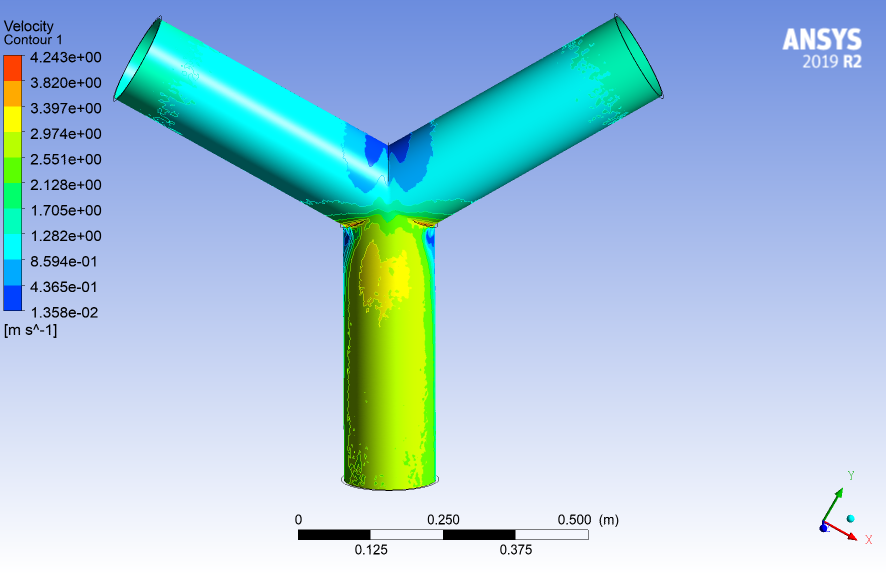 Velocity
Contour 1
4.243e+00
3.820e+00
3.397e+00
2.974e+00
2.551e+00
2.128e+00
1.705e+00
1.282e+00
8.594e-01
4.365e-01
1.358e-02
[m s^-1]
ANSYS
2019 R2
0 0.250 0.500 (m)
0.125 0.375
Y
X